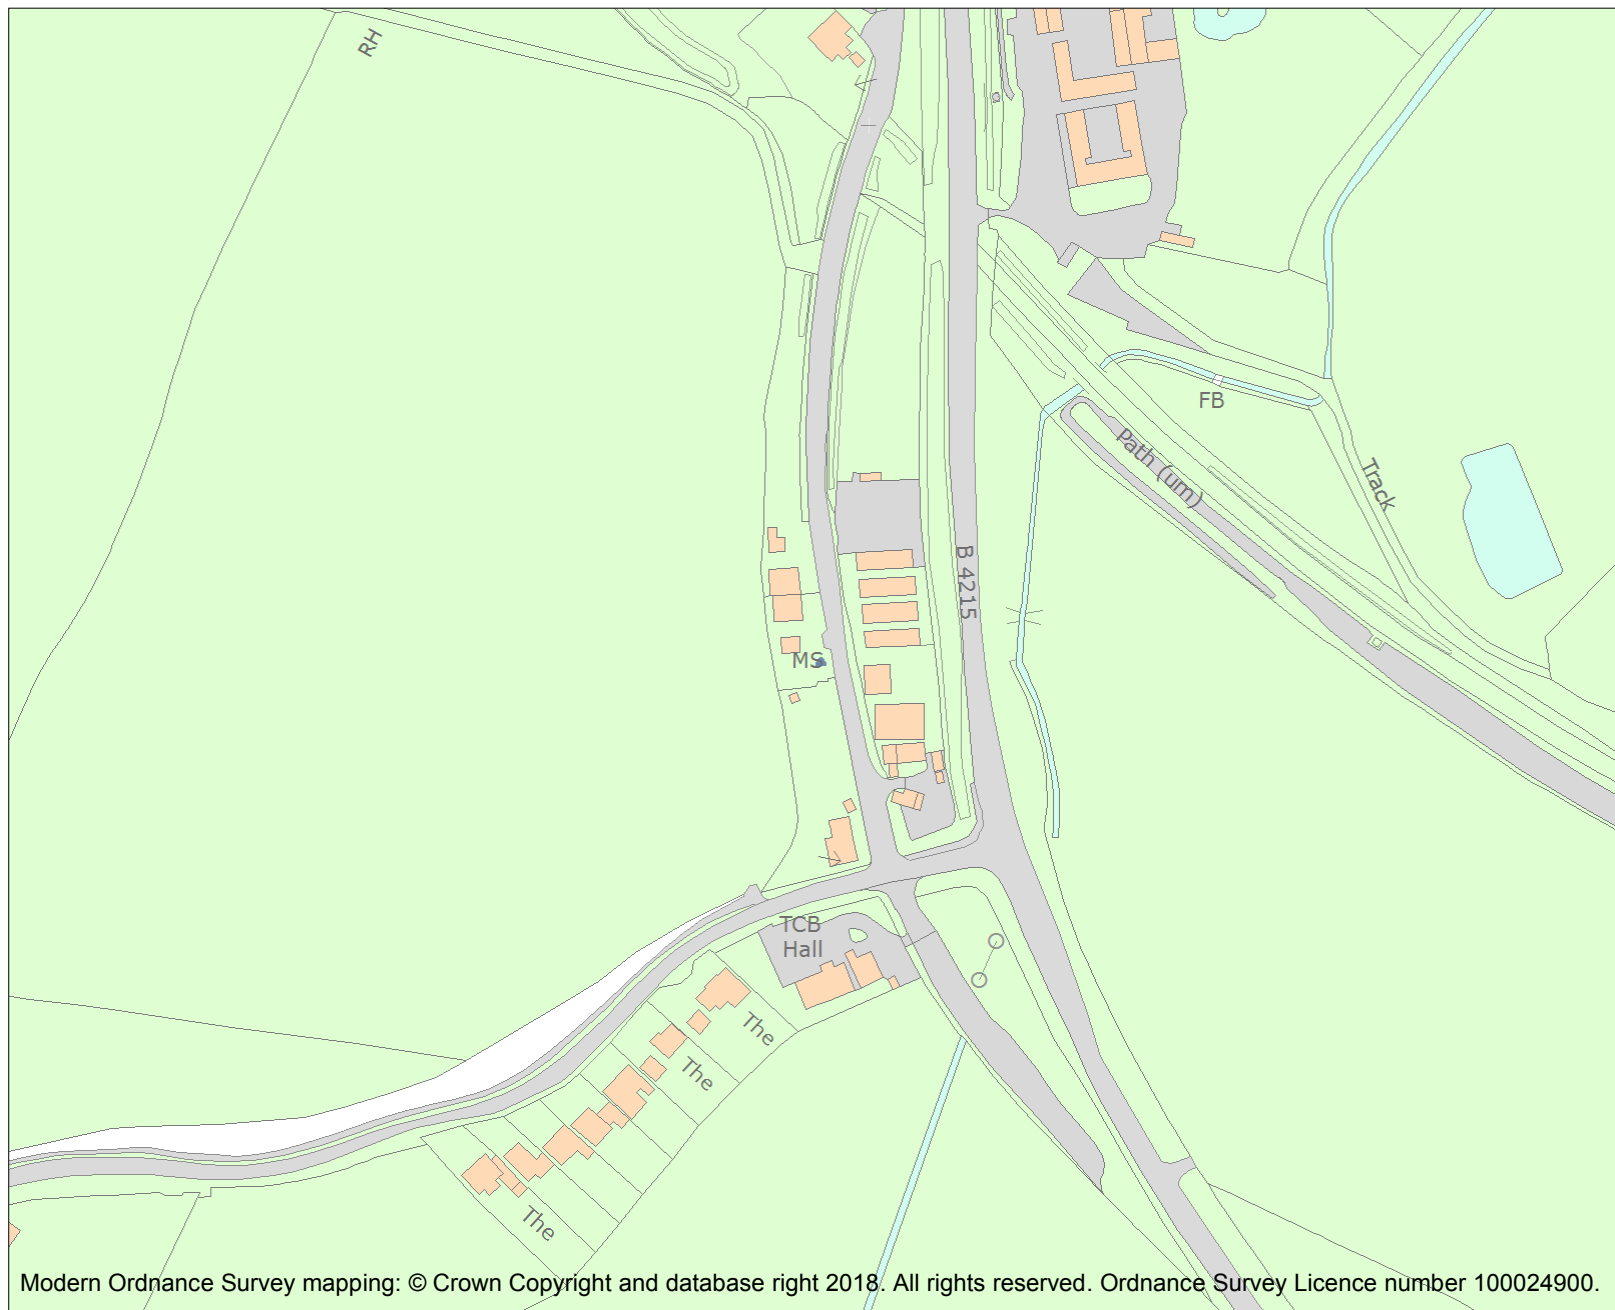 RH
FB
Path (um)
Track
B 4215
MS
TCB
Hall
The
The
The
Modern Ordnance Survey mapping: © Crown Copyright and database right 2018. All rights reserved. Ordnance Survey Licence number 100024900.